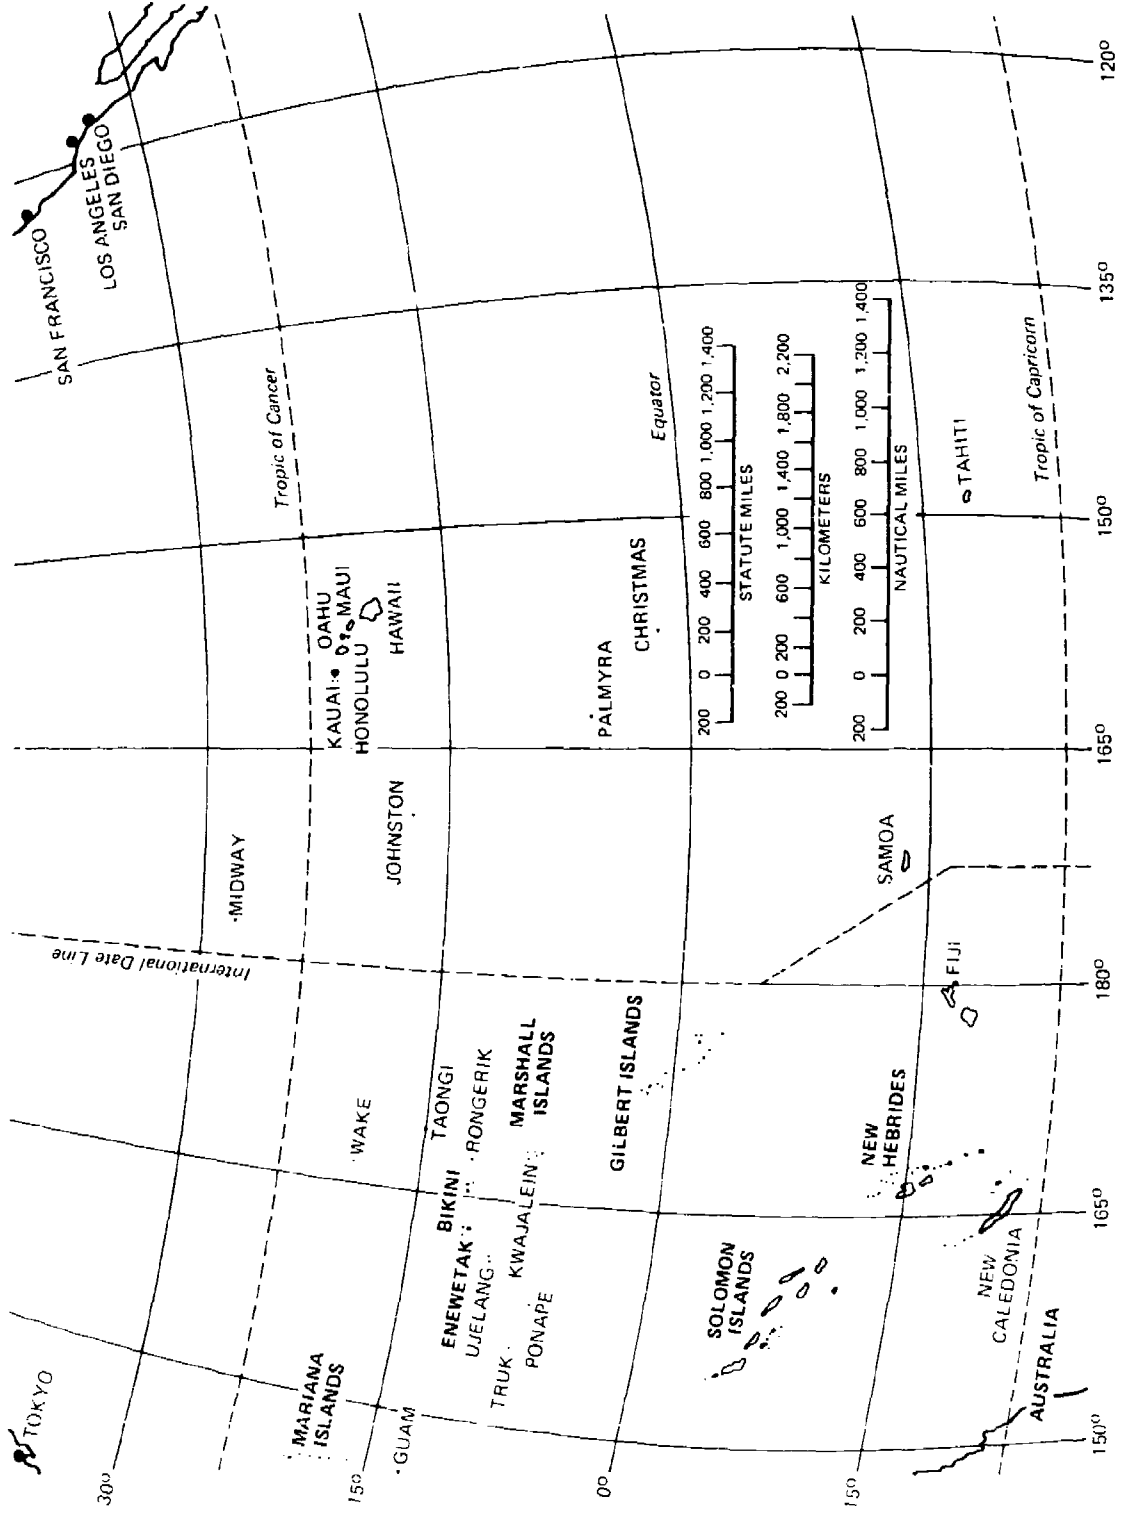 TOKYO
SAN FRANCISCO
LOS ANGELES
SAN DIEGO
International Date Line
30°
MIDWAY
Tropic of Cancer
MARIANA
ISLANDS
WAKE
KAUAI
OAHU
MAUI
HONOLULU
HAWAII
JOHNSTON
15°
GUAM
TAONGI
ENEWETAK
BIKINI
RONGERIK
UJELANG
MARSHALL
ISLANDS
KWAJALEIN
TRUK
PONAPE
PALMYRA
CHRISTMAS
GILBERT ISLANDS
0°
Equator
200 0 200 400 600 800 1,000 1,200 1,400
STATUTE MILES
200 0 200 600 1,000 1,400 1,800 2,200
KILOMETERS
200 0 200 400 600 800 1,000 1,200 1,400
NAUTICAL MILES
SOLOMON
ISLANDS
15°
NEW
HEBRIDES
SAMOA
FIJI
TAHITI
NEW
CALEDONIA
Tropic of Capricorn
AUSTRALIA
150°
165°
180°
165°
150°
135°
120°